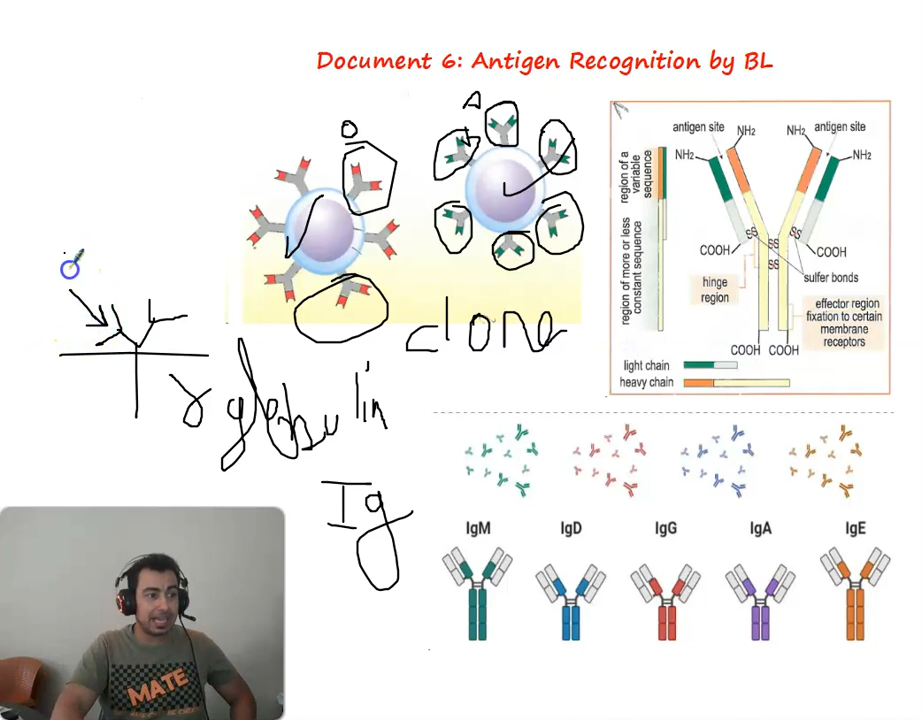 Document 6: Antigen Recognition by BL
A
antigen site
NH2
NH2
antigen site
NH2
NH2
region of a variable sequence
region of more or less constant sequence
SS
SS
SS
SS
COOH
COOH
sulfer bonds
hinge
region
effector region
fixation to certain
membrane
receptors
COOH
COOH
light chain
heavy chain
clone
γ globulin
Ig
IgM
IgD
IgG
IgA
IgE
MATE